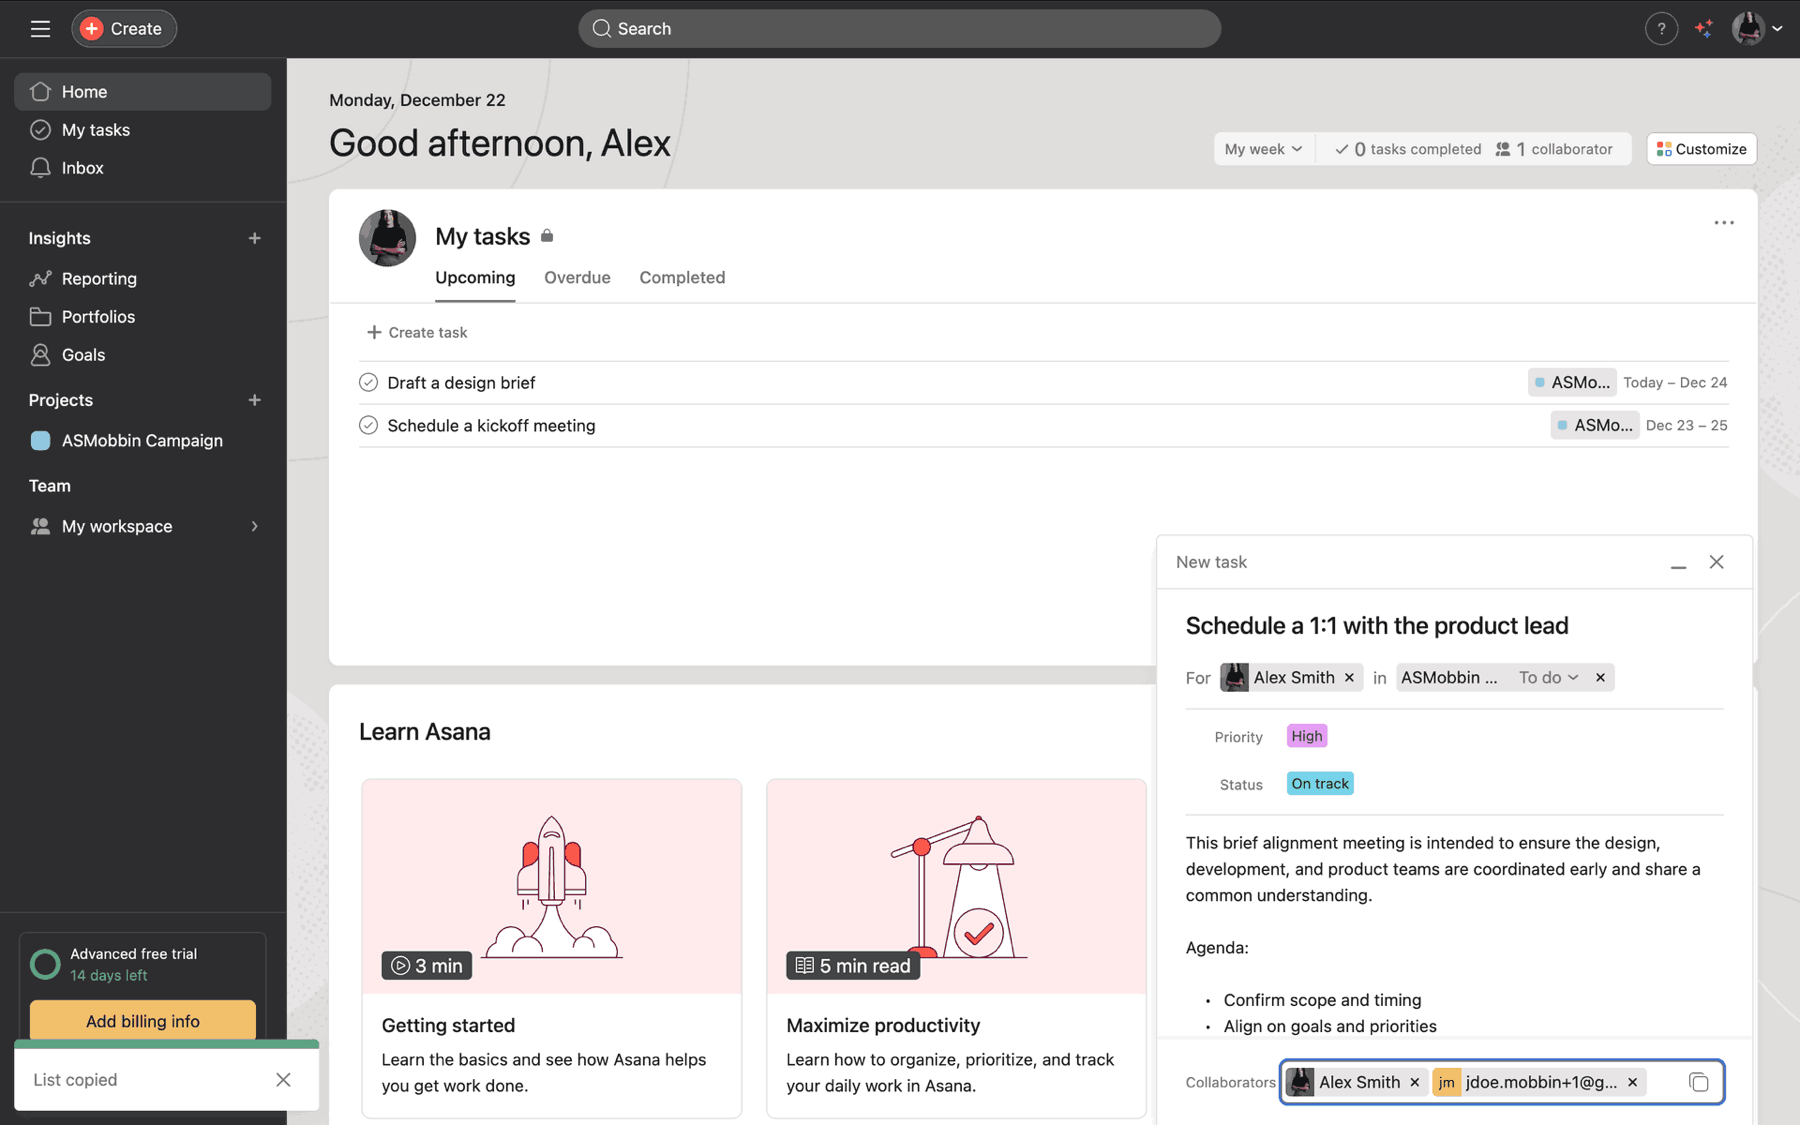 Create
Search
?
Home
My tasks
Inbox
Insights
Reporting
Portfolios
Goals
Projects
ASMobbin Campaign
Team
My workspace
Advanced free trial
14 days left
Add billing info
List copied
Monday, December 22
Good afternoon, Alex
My week
0 tasks completed
1 collaborator
Customize
My tasks
Upcoming Overdue Completed
Create task
Draft a design brief ASMo... Today – Dec 24
Schedule a kickoff meeting ASMo... Dec 23 – 25
Learn Asana
3 min
Getting started
Learn the basics and see how Asana helps
you get work done.
5 min read
Maximize productivity
Learn how to organize, prioritize, and track
your daily work in Asana.
New task
Schedule a 1:1 with the product lead
For Alex Smith in ASMobbin ... To do
Priority High
Status On track
This brief alignment meeting is intended to ensure the design,
development, and product teams are coordinated early and share a
common understanding.
Agenda:
• Confirm scope and timing
• Align on goals and priorities
Collaborators Alex Smith jm jdoe.mobbin+1@g...